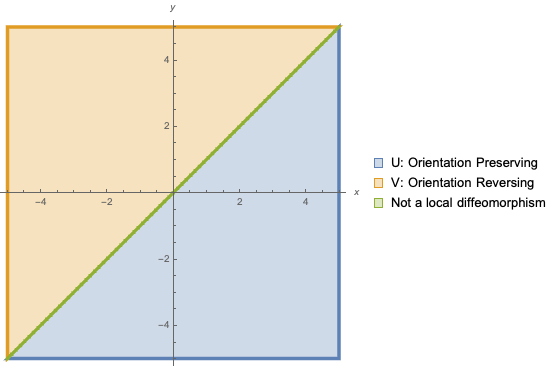 y
4
2
-4
-2
2
4
x
-2
-4
U: Orientation Preserving
V: Orientation Reversing
Not a local diffeomorphism